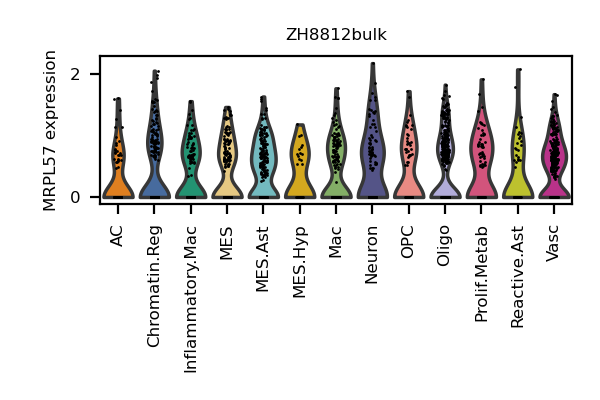 ZH8812bulk
MRPL57 expression
2
0
AC
Chromatin.Reg
Inflammatory.Mac
MES
MES.Ast
MES.Hyp
Mac
Neuron
OPC
Oligo
Prolif.Metab
Reactive.Ast
Vasc